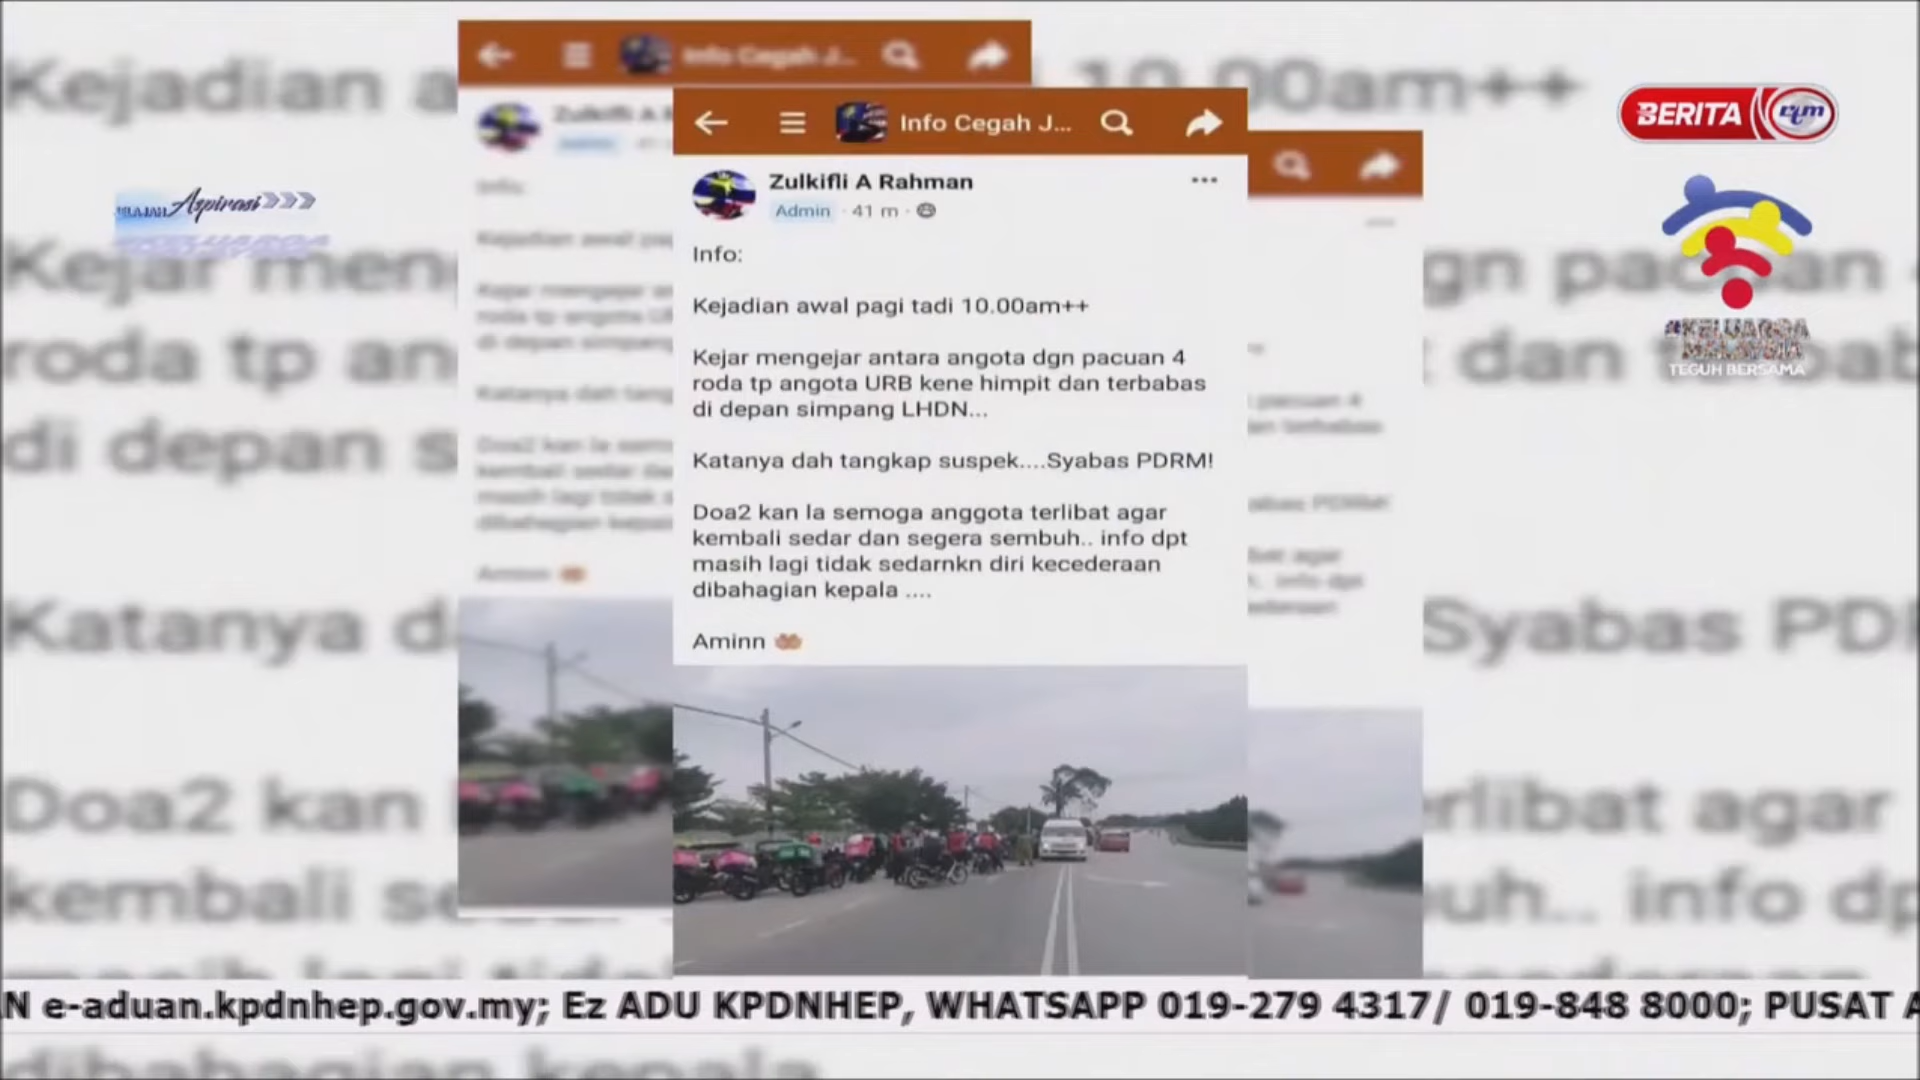 Info Cegah J...
BERITA rtm
Zulkifli A Rahman
Admin · 41 m ·
Aspirasi
Info:
Kejadian awal pagi tadi 10.00am++
Kejar mengejar antara angota dgn pacuan 4
roda tp angota URB kene himpit dan terbabas
di depan simpang LHDN...
#KELUARGA
MALAYSIA
TEGUH BERSAMA
Katanya dah tangkap suspek....Syabas PDRM!
Doa2 kan la semoga anggota terlibat agar
kembali sedar dan segera sembuh.. info dpt
masih lagi tidak sedarnkn diri kecederaan
dibahagian kepala ....
Aminn
N e-aduan.kpdnhep.gov.my; Ez ADU KPDNHEP, WHATSAPP 019-279 4317/ 019-848 8000; PUSAT A